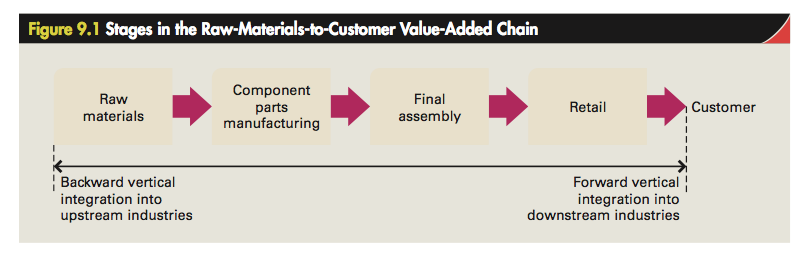 Figure 9.1 Stages in the Raw-Materials-to-Customer Value-Added Chain
Raw
materials
Component
parts
manufacturing
Final
assembly
Retail
Customer
Backward vertical
integration into
upstream industries
Forward vertical
integration into
downstream industries